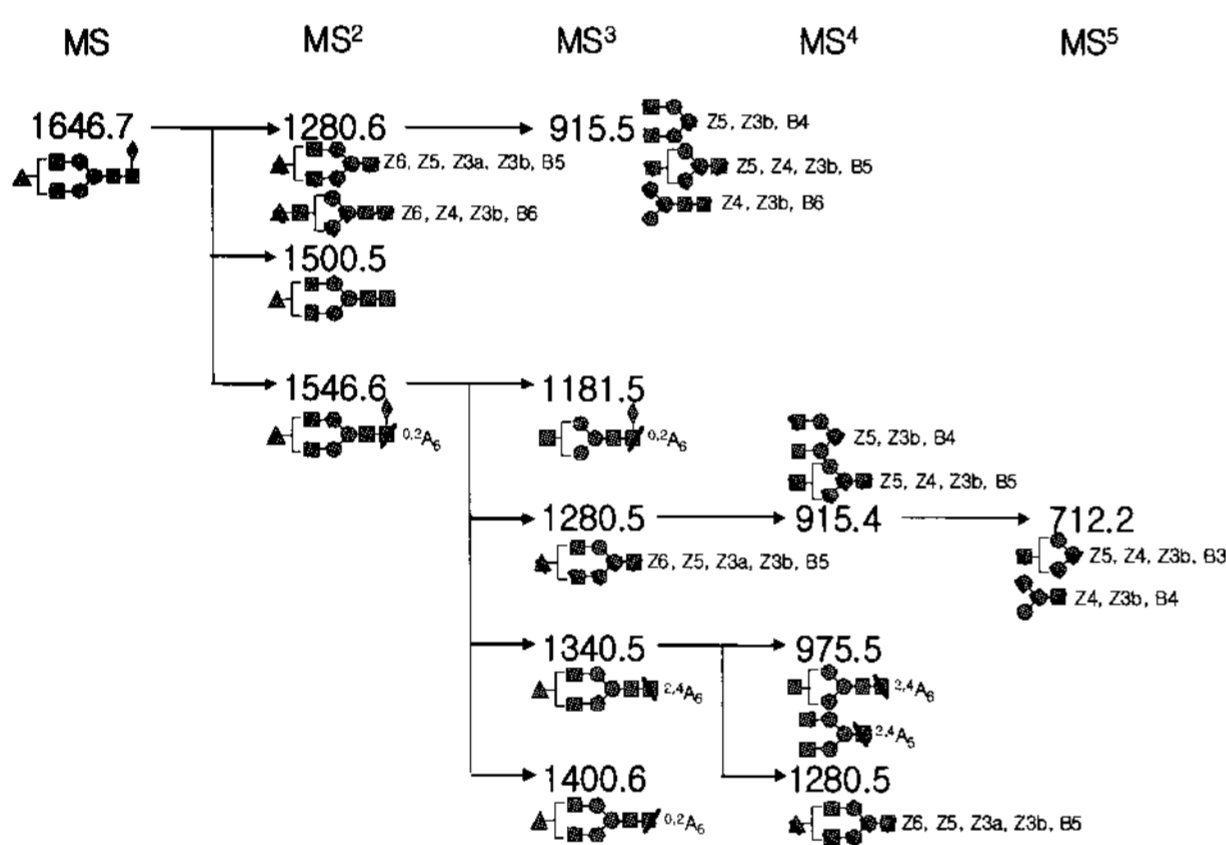 MS MS² MS³ MS⁴ MS⁵
1646.7 1280.6 915.5
Z5, Z3b, B4
Z6, Z5, Z3a, Z3b, B5
Z5, Z4, Z3b, B5
Z6, Z4, Z3b, B6
Z4, Z3b, B6
1500.5
1546.6 1181.5
0,2A6
0,2A6
Z5, Z3b, B4
Z5, Z4, Z3b, B5
1280.5 915.4 712.2
Z6, Z5, Z3a, Z3b, B5
Z5, Z4, Z3b, B3
Z4, Z3b, B4
1340.5 975.5
2,4A6
2,4A6
2,4A5
1400.6 1280.5
0,2A6
Z6, Z5, Z3a, Z3b, B5